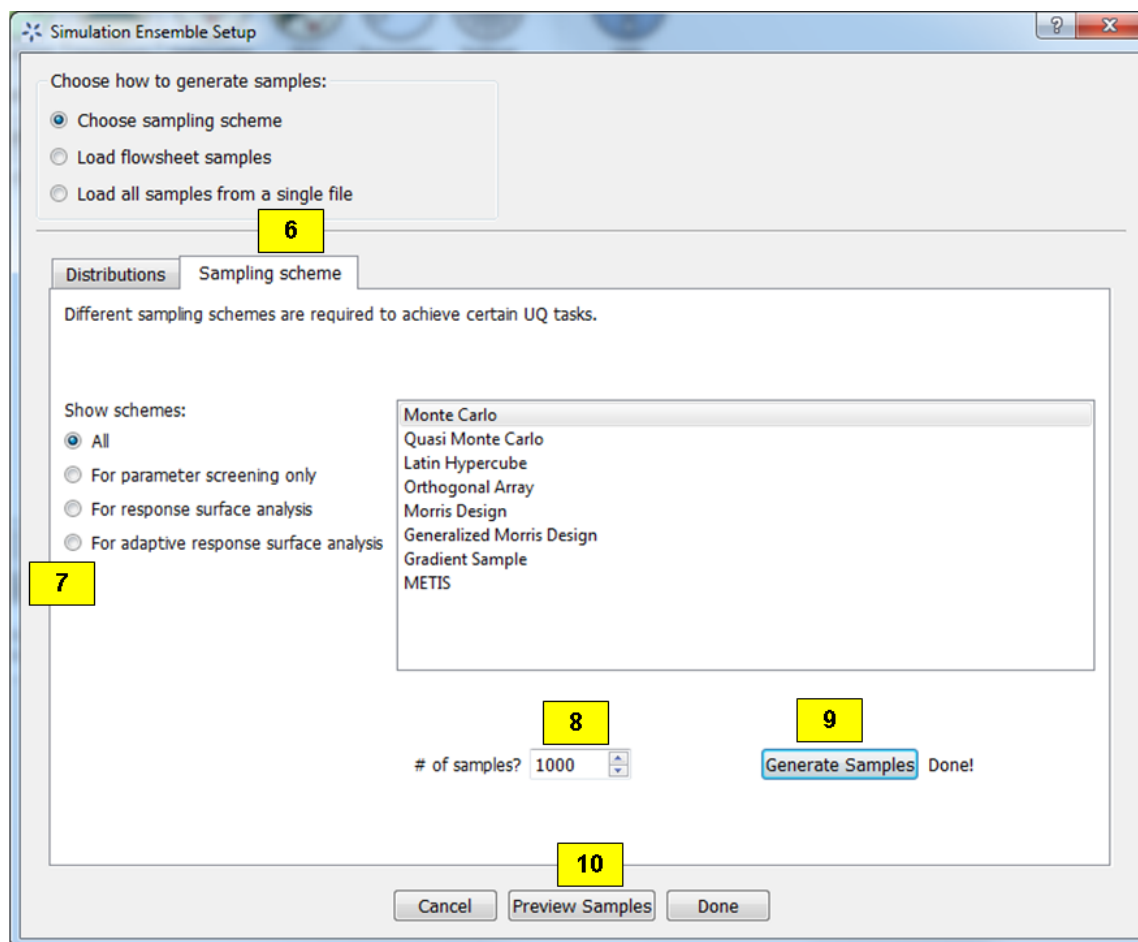 Simulation Ensemble Setup
Choose how to generate samples:
Choose sampling scheme
Load flowsheet samples
Load all samples from a single file
6
Distributions Sampling scheme
Different sampling schemes are required to achieve certain UQ tasks.
Show schemes:
All
For parameter screening only
For response surface analysis
For adaptive response surface analysis
7
Monte Carlo
Quasi Monte Carlo
Latin Hypercube
Orthogonal Array
Morris Design
Generalized Morris Design
Gradient Sample
METIS
8 9
# of samples? 1000 Generate Samples Done!
10
Cancel Preview Samples Done